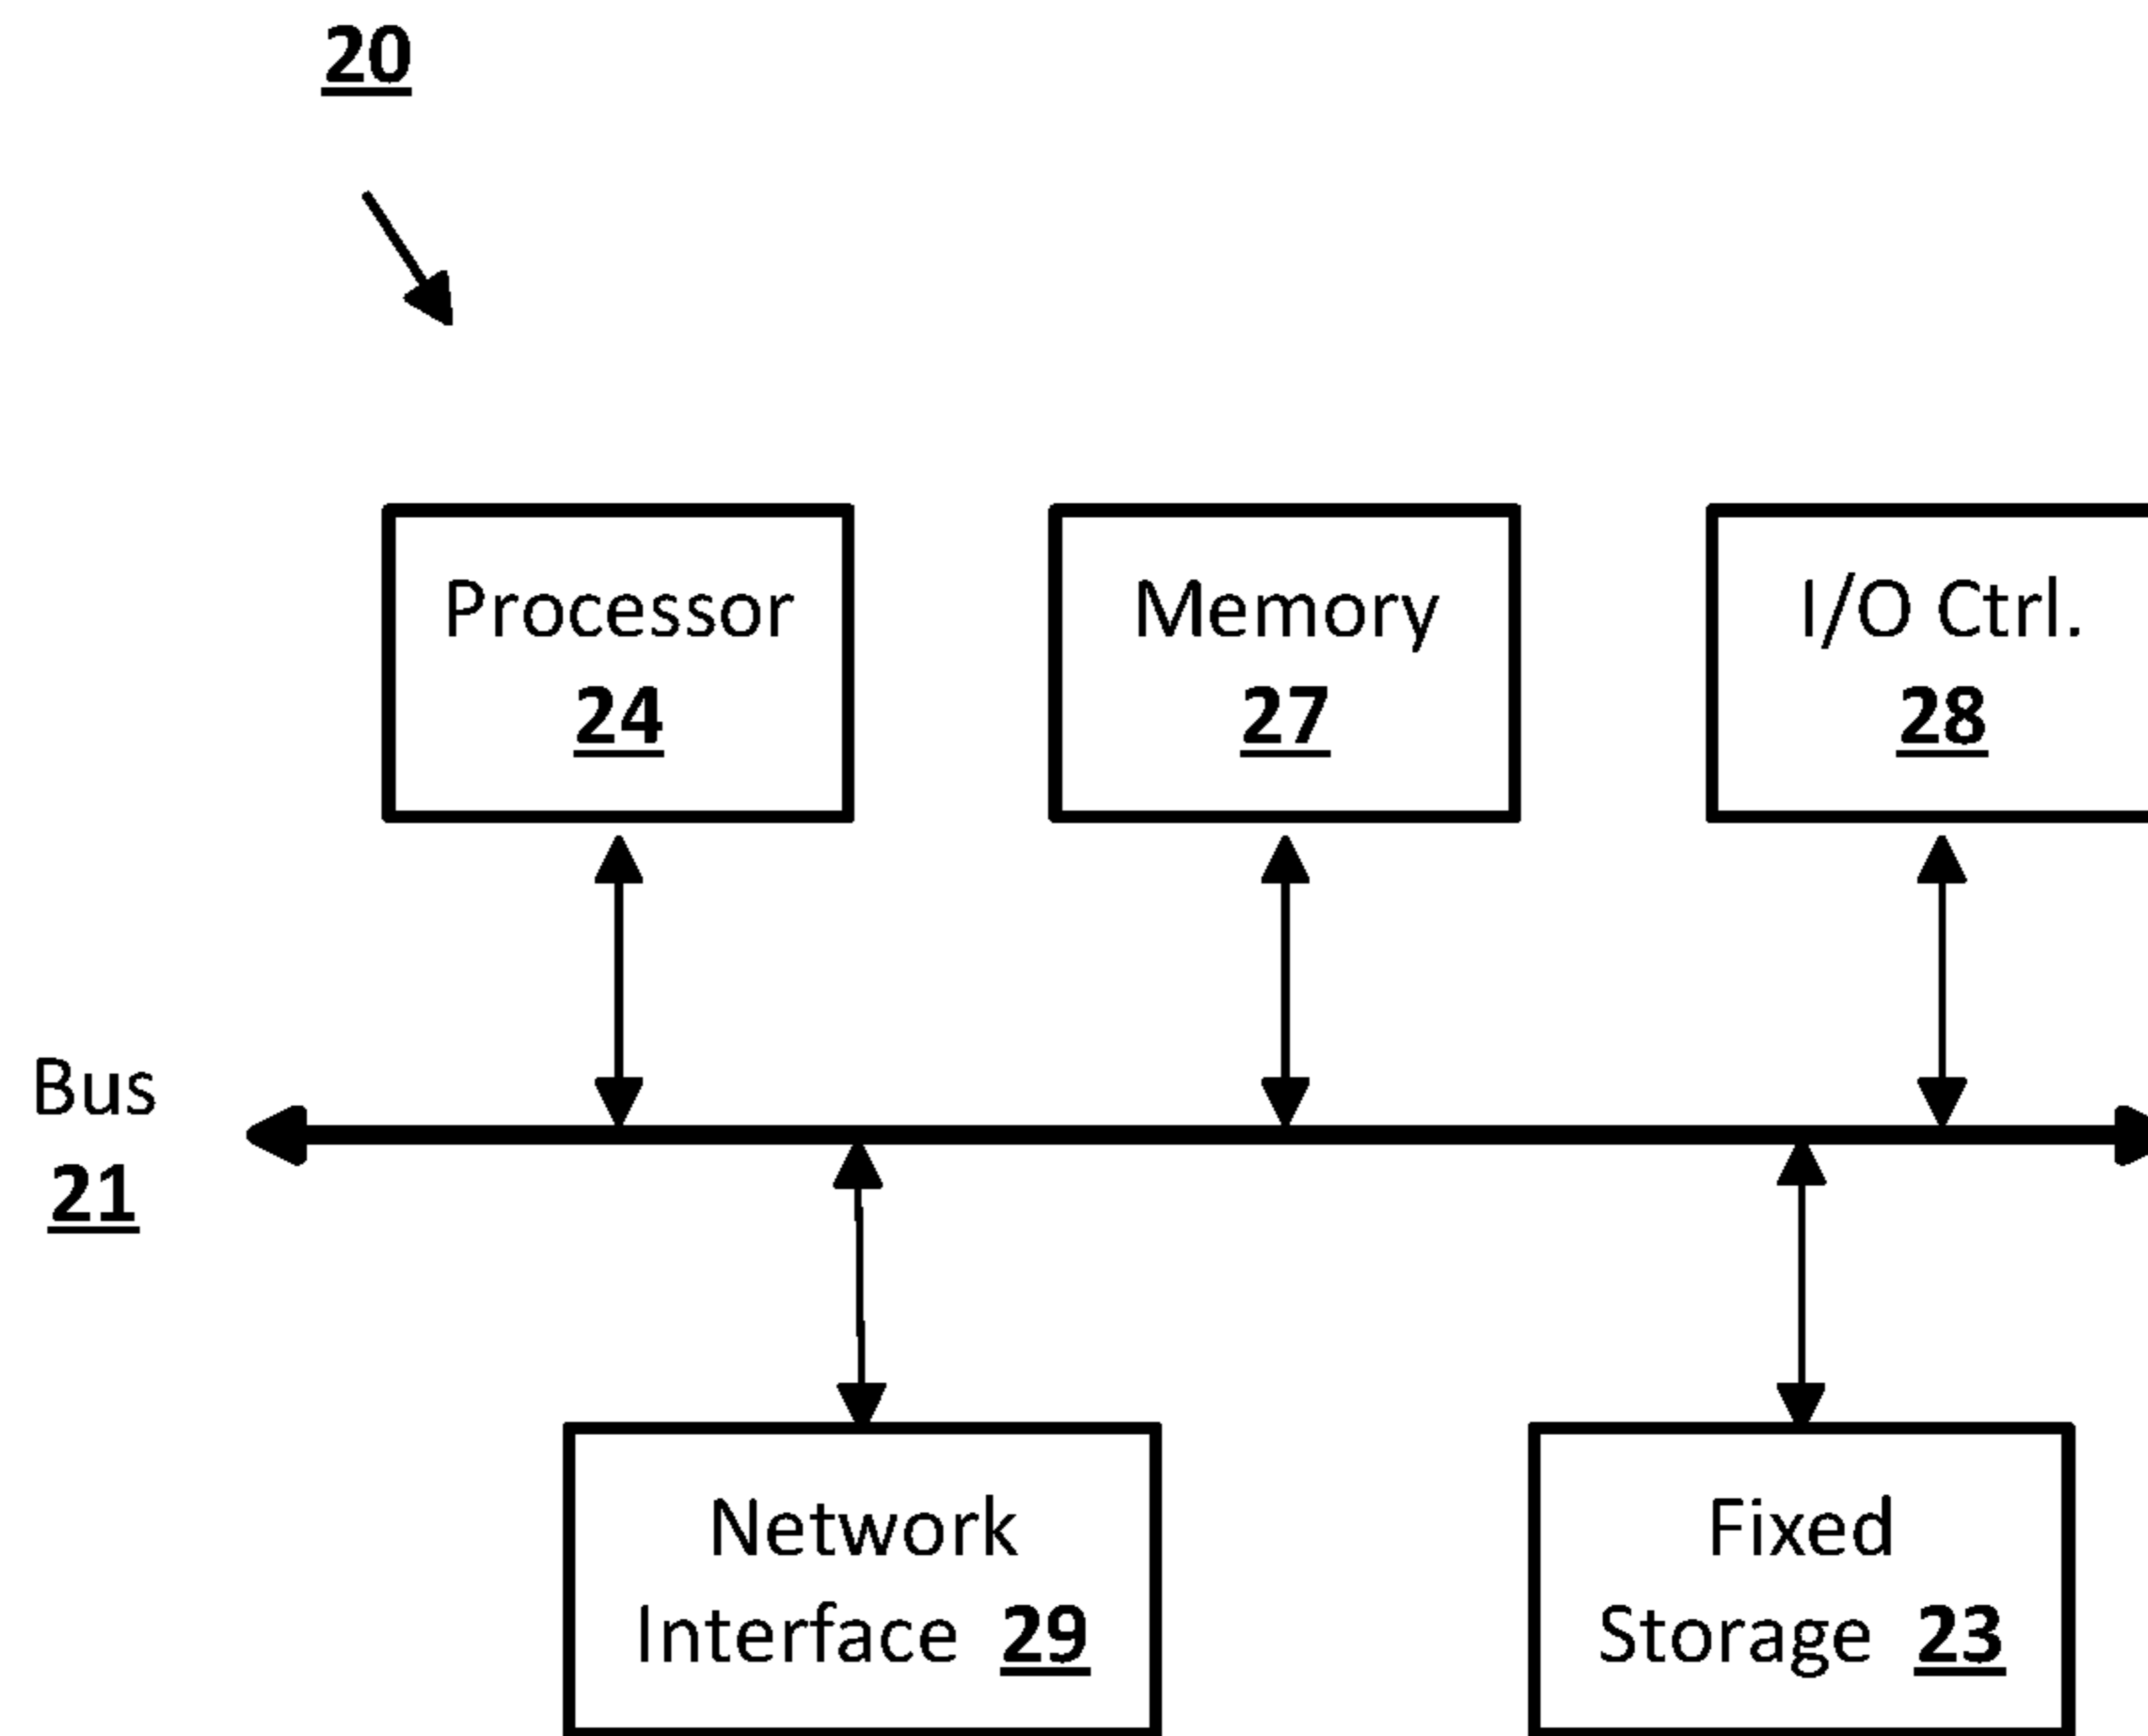 20
Processor
24
Memory
27
I/O Ctrl.
28
Bus
21
Network
Interface 29
Fixed
Storage 23